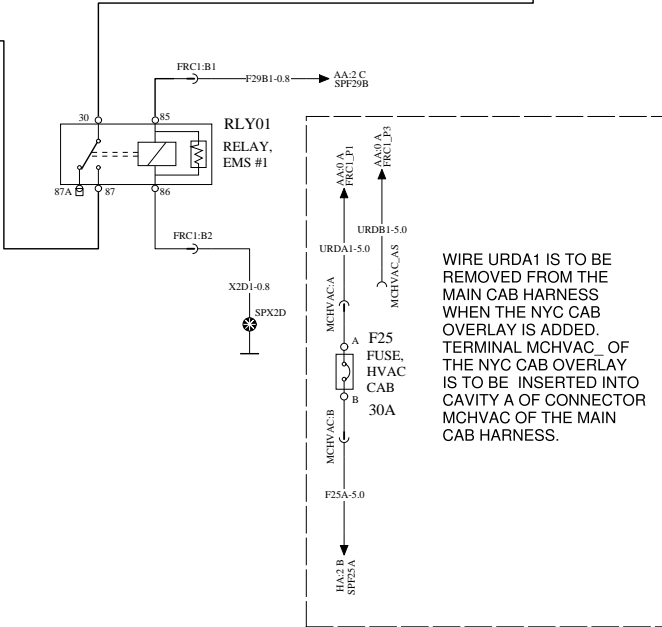 FRC1:B1
F29B1-0.8
AA:2 C
SPF29B
30
85
RLY01
RELAY,
EMS #1
87A
87
86
FRC1:B2
X2D1-0.8
SPX2D
AA:0 A
FRC1_P1
AA:0 A
FRC1_P3
URDA1-5.0
URDB1-5.0
MCHVAC:A
MCHVAC_AS
A
F25
FUSE,
HVAC
CAB
B
30A
MCHVAC:B
F25A-5.0
HA:2 B
SPF25A
WIRE URDA1 IS TO BE
REMOVED FROM THE
MAIN CAB HARNESS
WHEN THE NYC CAB
OVERLAY IS ADDED.
TERMINAL MCHVAC_ OF
THE NYC CAB OVERLAY
IS TO BE INSERTED INTO
CAVITY A OF CONNECTOR
MCHVAC OF THE MAIN
CAB HARNESS.